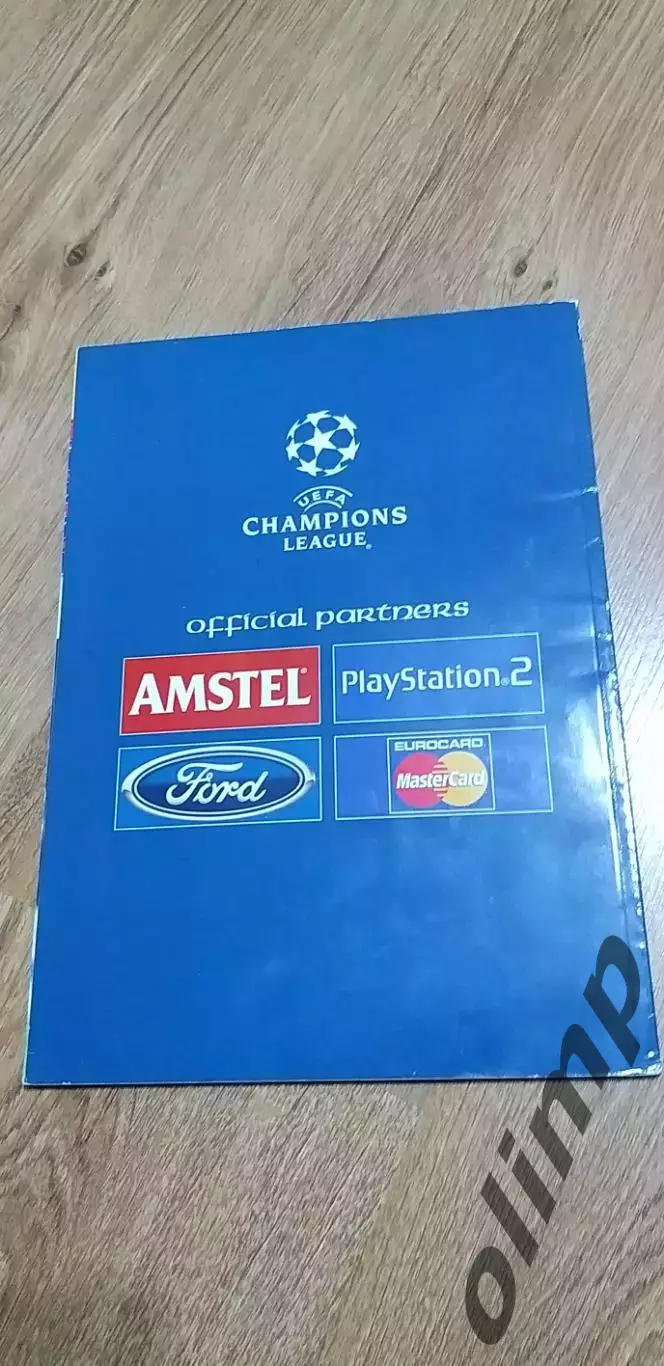 UEFA
CHAMPIONS
LEAGUE®
official partners
AMSTEL® PlayStation®2
Ford EUROCARD
MasterCard
olimp